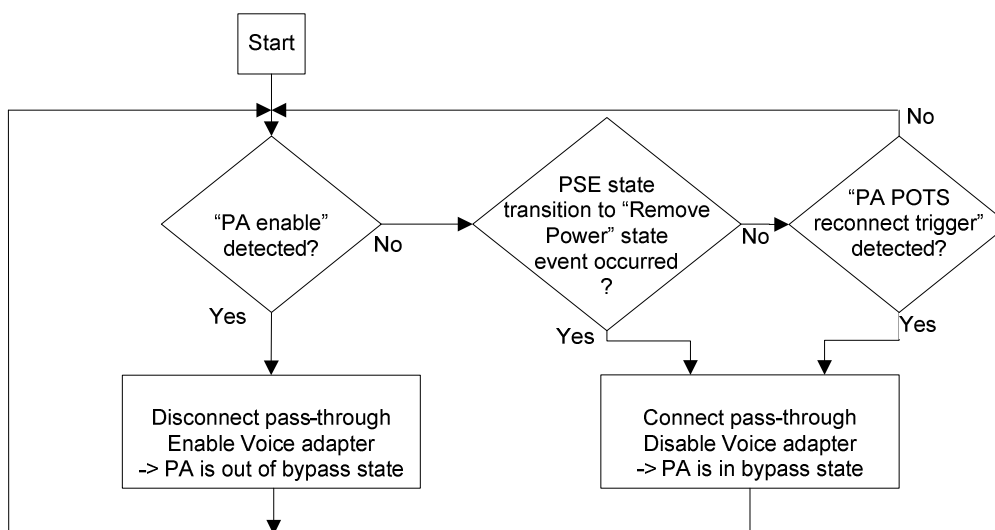 Start
No
“PA enable”
detected?
No
Yes
PSE state
transition to “Remove
Power” state
event occurred
?
No
Yes
“PA POTS
reconnect trigger”
detected?
Yes
Disconnect pass-through
Enable Voice adapter
-> PA is out of bypass state
Connect pass-through
Disable Voice adapter
-> PA is in bypass state